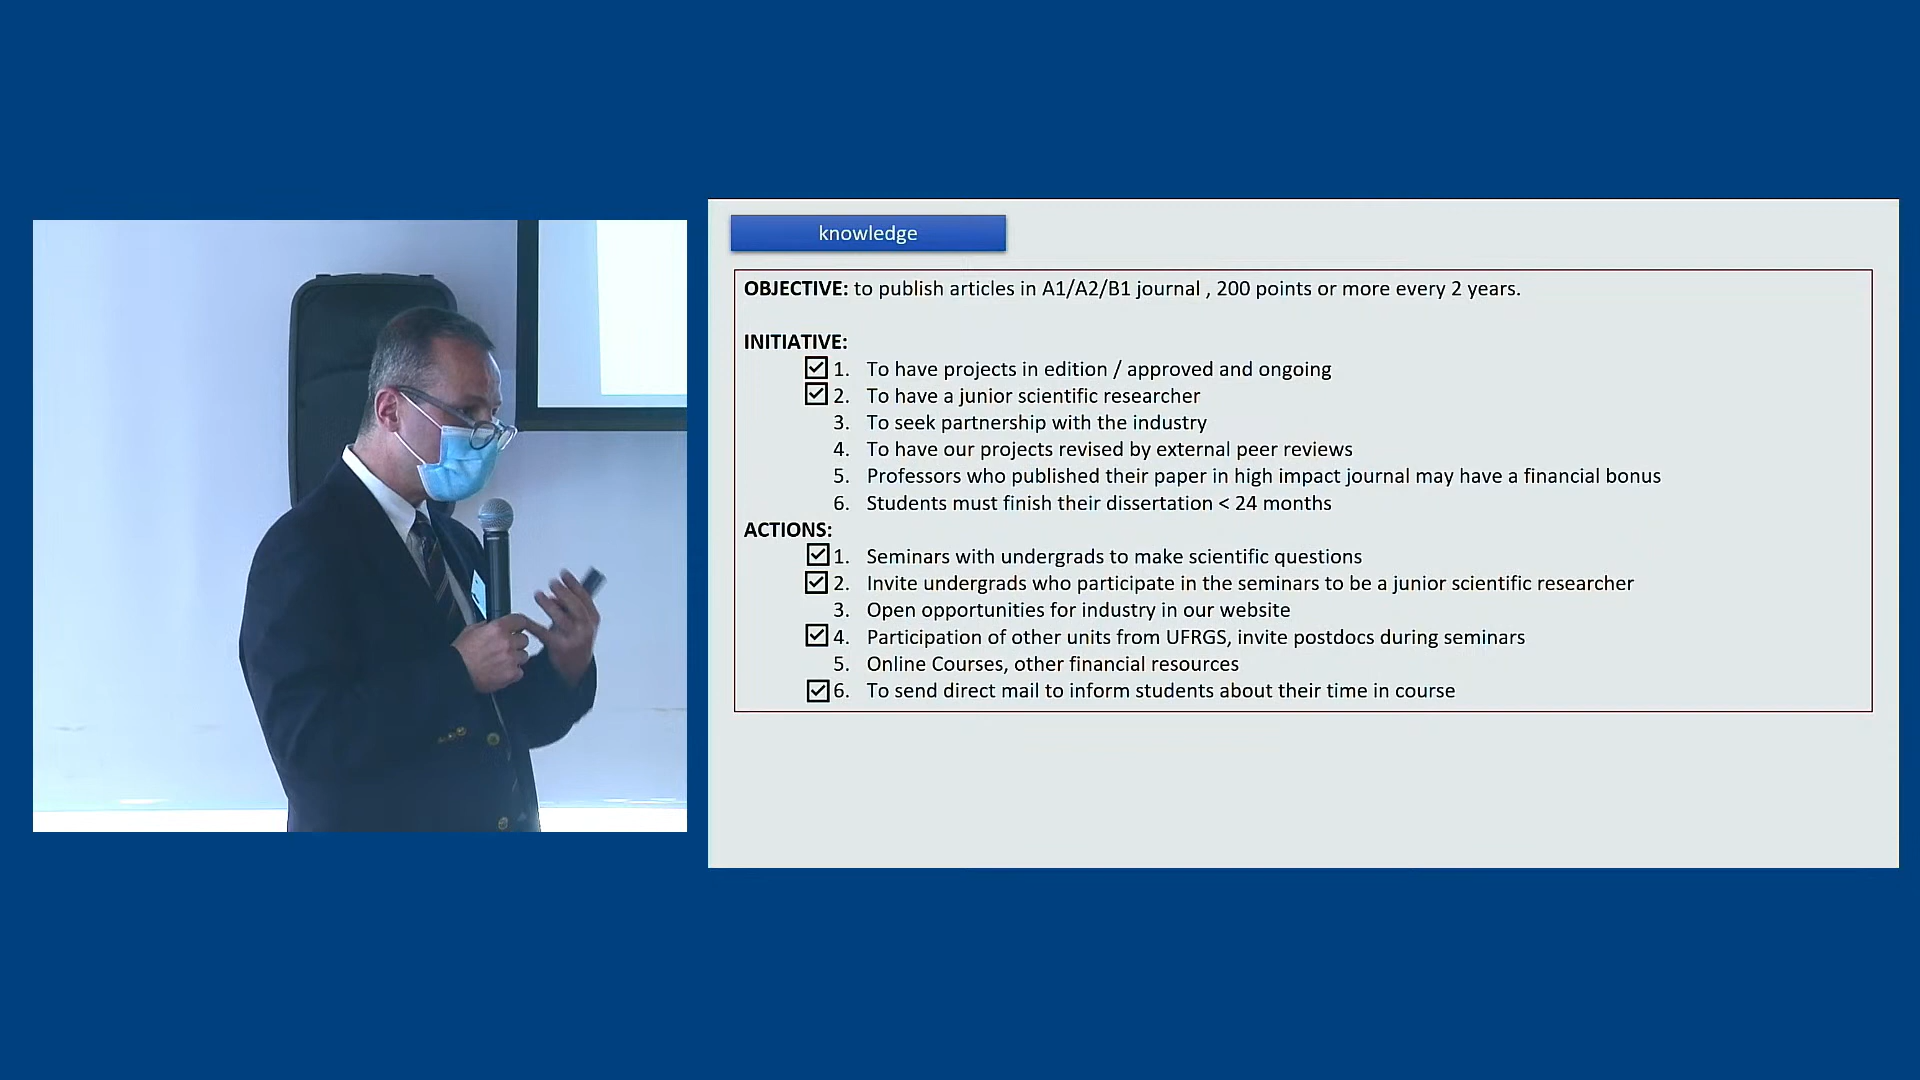 knowledge
OBJECTIVE: to publish articles in A1/A2/B1 journal , 200 points or more every 2 years.
INITIATIVE:
1. To have projects in edition / approved and ongoing
2. To have a junior scientific researcher
3. To seek partnership with the industry
4. To have our projects revised by external peer reviews
5. Professors who published their paper in high impact journal may have a financial bonus
6. Students must finish their dissertation < 24 months
ACTIONS:
1. Seminars with undergrads to make scientific questions
2. Invite undergrads who participate in the seminars to be a junior scientific researcher
3. Open opportunities for industry in our website
4. Participation of other units from UFRGS, invite postdocs during seminars
5. Online Courses, other financial resources
6. To send direct mail to inform students about their time in course